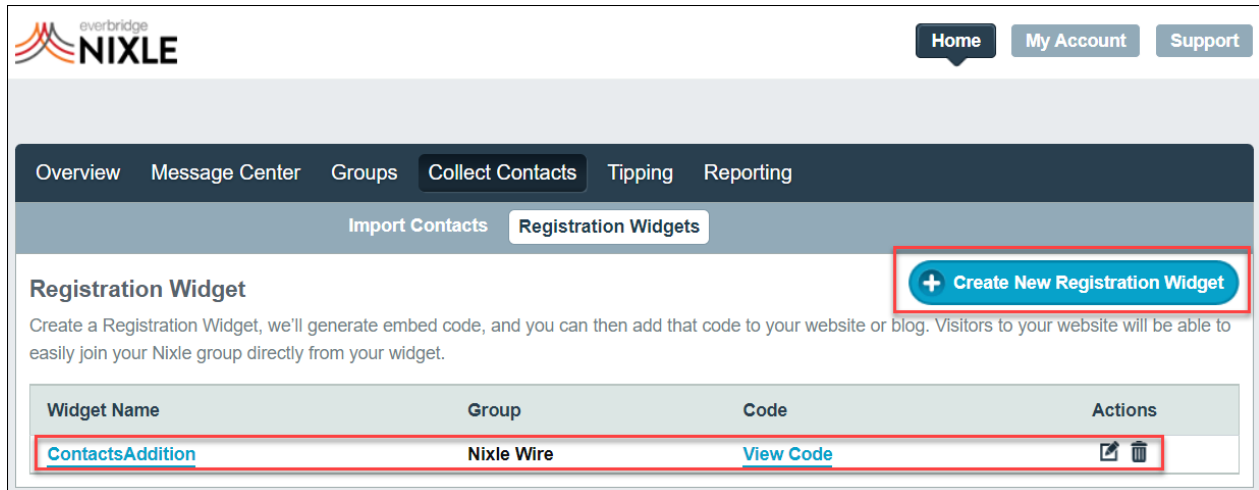 everbridge
NIXLE
Home My Account Support
Overview Message Center Groups Collect Contacts Tipping Reporting
Import Contacts Registration Widgets
Registration Widget
Create New Registration Widget
Create a Registration Widget, we'll generate embed code, and you can then add that code to your website or blog. Visitors to your website will be able to
easily join your Nixle group directly from your widget.
Widget Name Group Code Actions
ContactsAddition Nixle Wire View Code